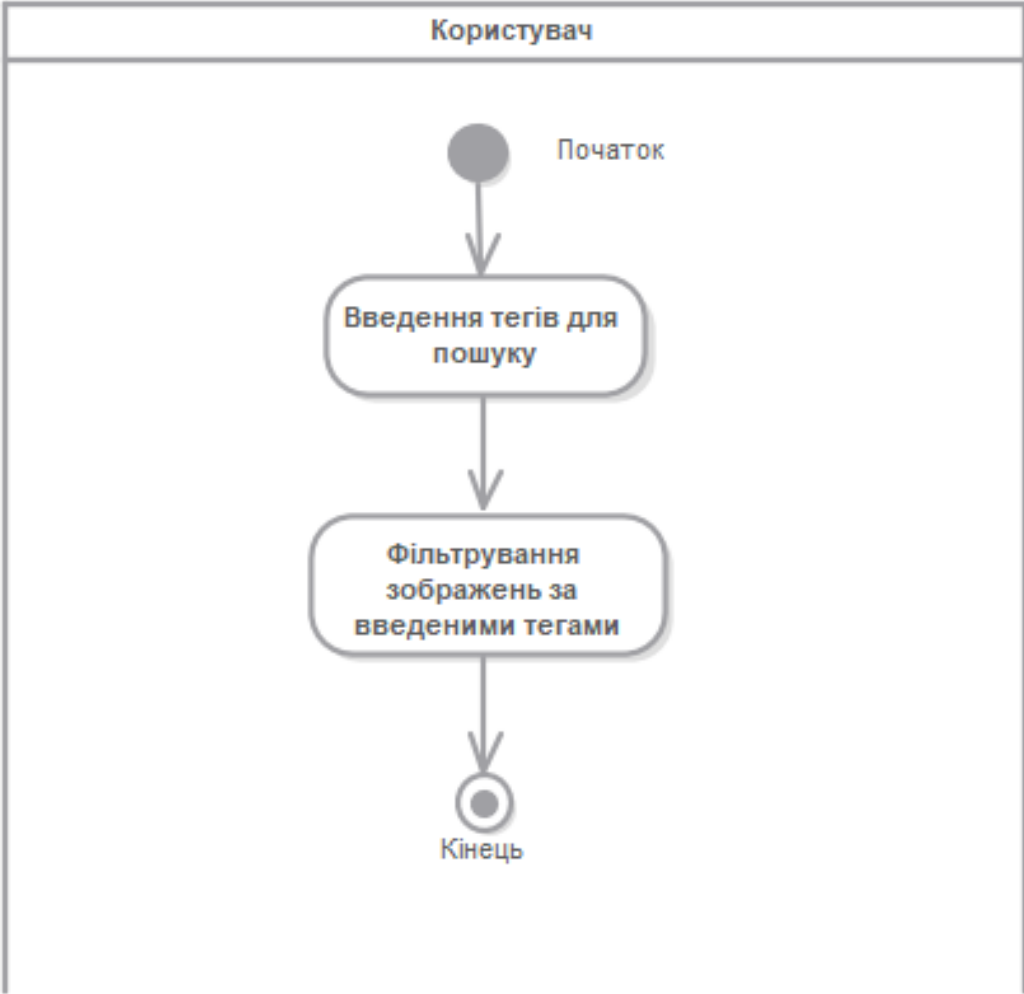 Користувач
Початок
Введення тегів для
пошуку
Фільтрування
зображень за
введеними тегами
Кінець